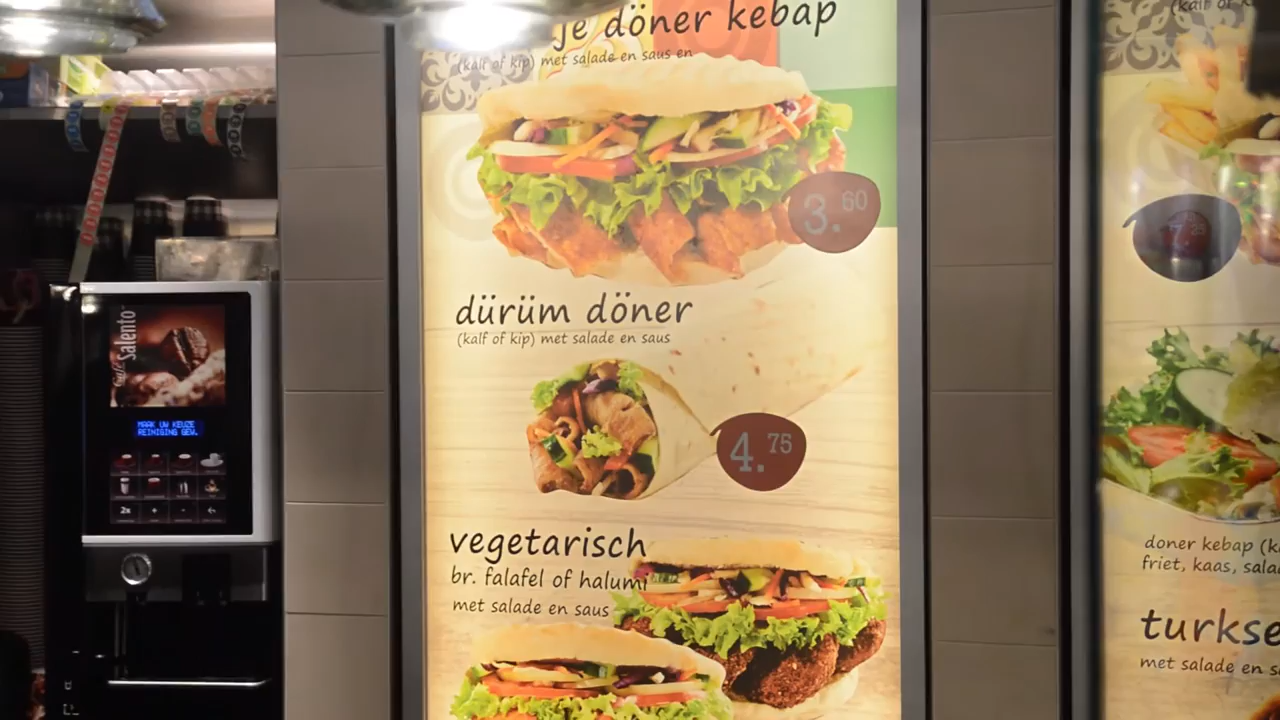 je döner kebap
(kalf of kip) met salade en saus en
3.60
dürüm döner
(kalf of kip) met salade en saus
4.75
vegetarisch
br. falafel of halumi
met salade en saus
Caffè Salento
MAAK UW KEUZE
REINIGING GEW.
2x + -
doner kebap
friet, kaas,
turkse
met salade en